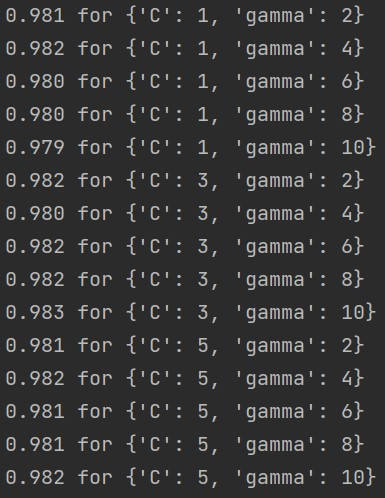 0.981 for {'C': 1, 'gamma': 2}
0.982 for {'C': 1, 'gamma': 4}
0.980 for {'C': 1, 'gamma': 6}
0.980 for {'C': 1, 'gamma': 8}
0.979 for {'C': 1, 'gamma': 10}
0.982 for {'C': 3, 'gamma': 2}
0.980 for {'C': 3, 'gamma': 4}
0.982 for {'C': 3, 'gamma': 6}
0.982 for {'C': 3, 'gamma': 8}
0.983 for {'C': 3, 'gamma': 10}
0.981 for {'C': 5, 'gamma': 2}
0.982 for {'C': 5, 'gamma': 4}
0.981 for {'C': 5, 'gamma': 6}
0.981 for {'C': 5, 'gamma': 8}
0.982 for {'C': 5, 'gamma': 10}